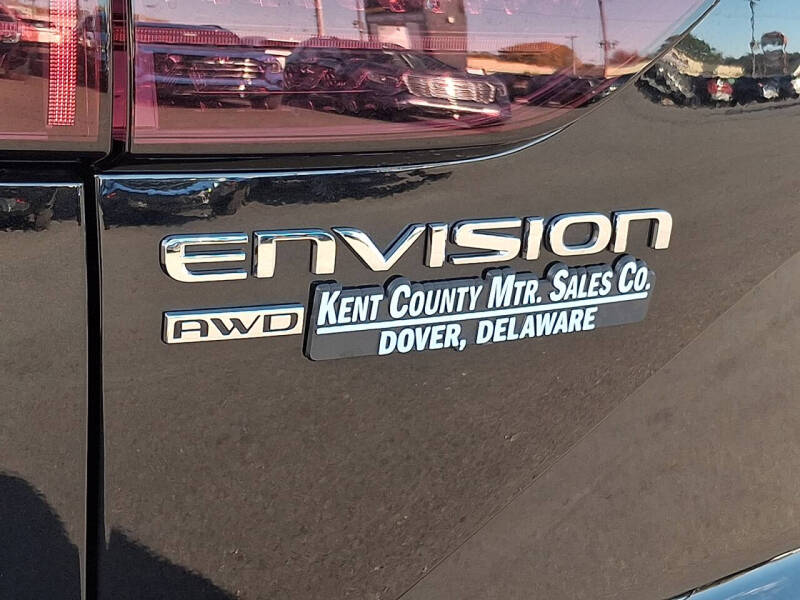 ENVISION
AWD
KENT COUNTY MTR. SALES CO.
DOVER, DELAWARE